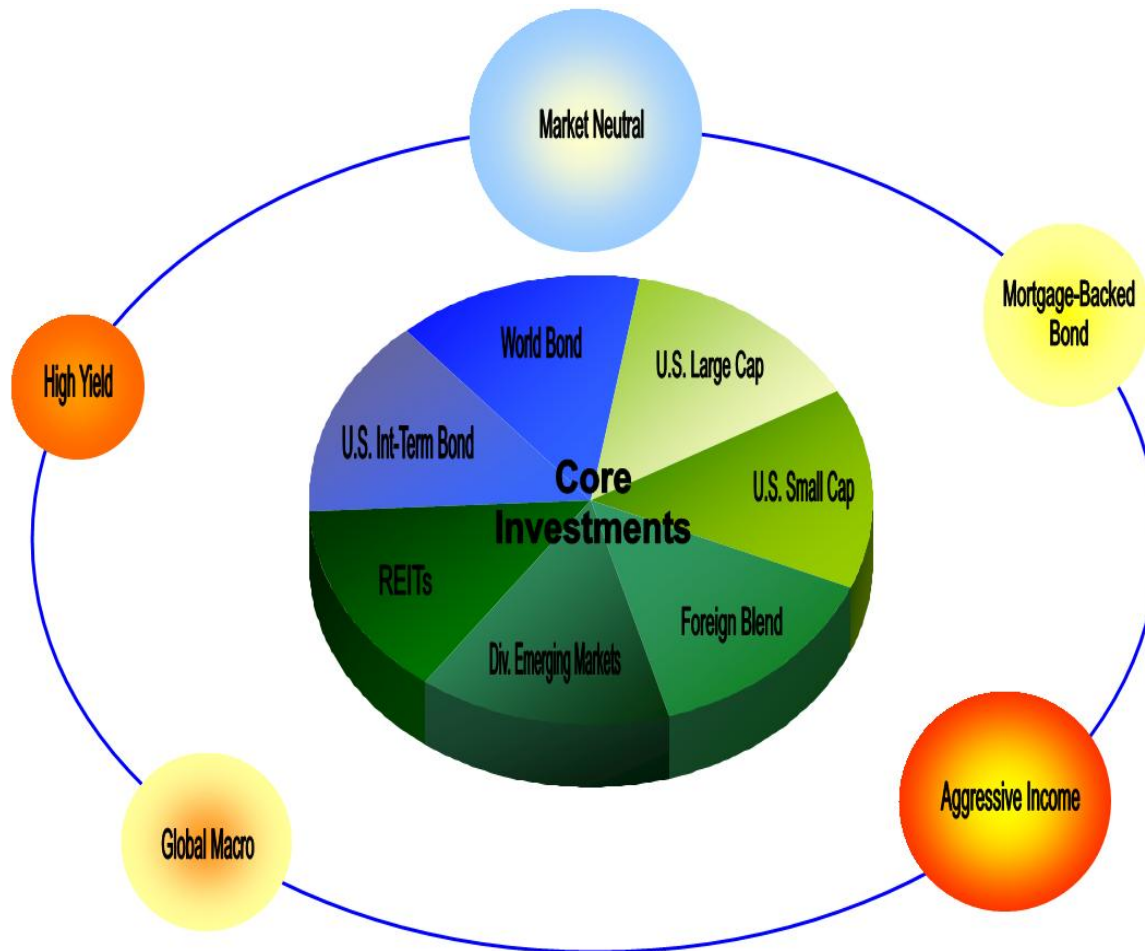 Market Neutral
Mortgage-Backed
Bond
High Yield
World Bond
U.S. Large Cap
U.S. Int-Term Bond
U.S. Small Cap
Core
Investments
REITs
Foreign Blend
Div. Emerging Markets
Aggressive Income
Global Macro